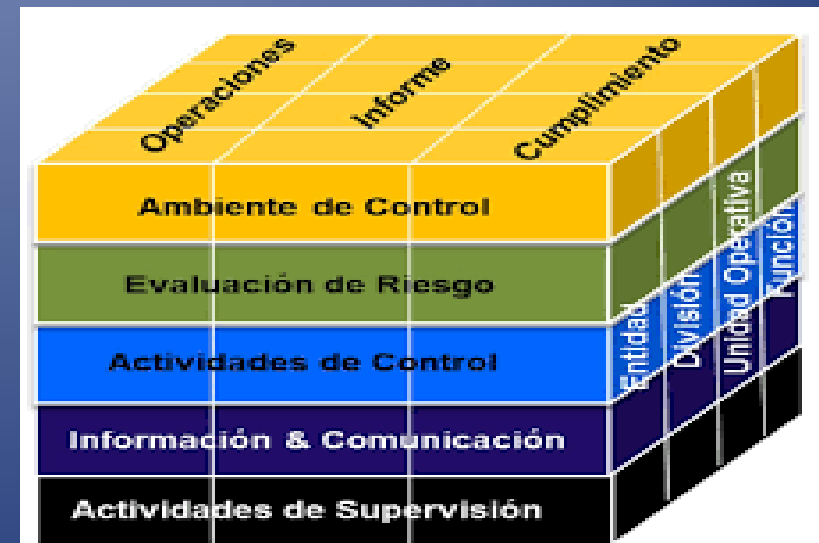 Operaciones
Informe
Cumplimiento
Ambiente de Control
Evaluación de Riesgo
Actividades de Control
Información & Comunicación
Actividades de Supervisión
Entidad
División
Unidad Operativa
Función